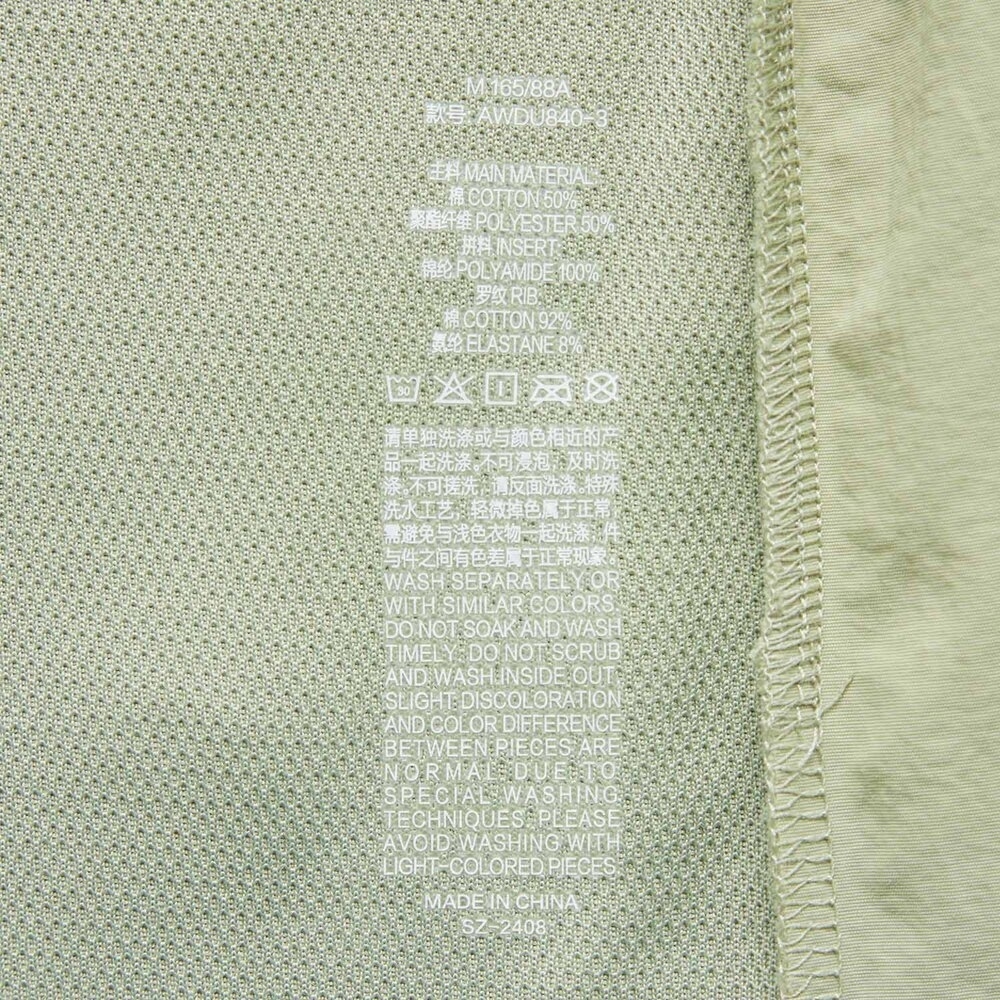 M 165/88A
款号: AWDU840-3
主料 MAIN MATERIAL
棉 COTTON 50%
聚酯纤维 POLYESTER 50%
拼料 INSERT
锦纶 POLYAMIDE 100%
罗纹 RIB
棉 COTTON 92%
氨纶 ELASTANE 8%
30
请单独洗涤或与颜色相近的产
品一起洗涤。不可浸泡, 及时洗
涤。不可搓洗, 请反面洗涤。特殊
洗水工艺, 轻微掉色属于正常,
需避免与浅色衣物一起洗涤, 件
与件之间有色差属于正常现象。
WASH SEPARATELY OR
WITH SIMILAR COLORS.
DO NOT SOAK AND WASH
TIMELY. DO NOT SCRUB
AND WASH INSIDE OUT.
SLIGHT DISCOLORATION
AND COLOR DIFFERENCE
BETWEEN PIECES ARE
NORMAL DUE TO
SPECIAL WASHING
TECHNIQUES. PLEASE
AVOID WASHING WITH
LIGHT-COLORED PIECES.
MADE IN CHINA
SZ-2408